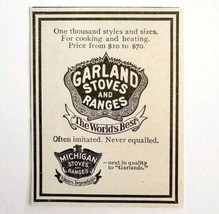 One thousand styles and sizes.
For cooking and heating.
Price from $10 to $70.
GARLAND
STOVES
AND
RANGES
The World's Best
Often imitated. Never equalled.
MICHIGAN
STOVES
AND
RANGES
—next in quality
to "Garlands."